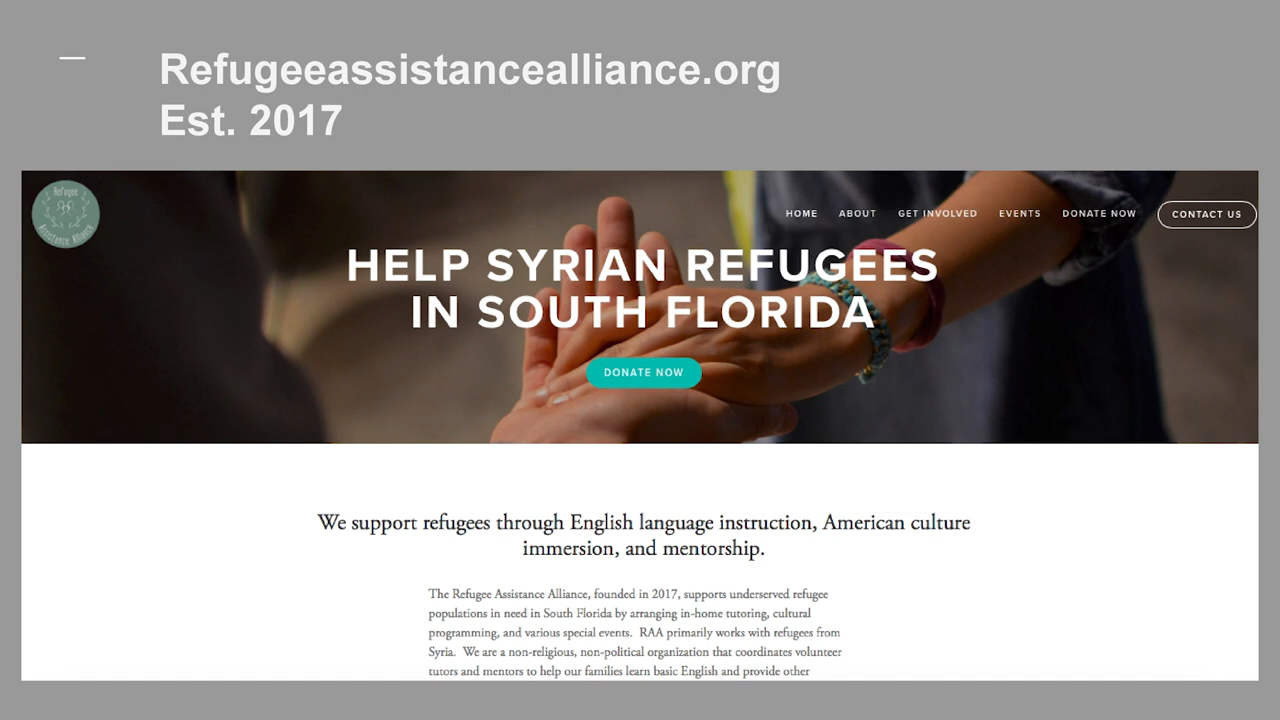 Refugeeassistancealliance.org
Est. 2017
Refugee
Assistance Alliance
HOME ABOUT GET INVOLVED EVENTS DONATE NOW CONTACT US
HELP SYRIAN REFUGEES
IN SOUTH FLORIDA
DONATE NOW
We support refugees through English language instruction, American culture
immersion, and mentorship.
The Refugee Assistance Alliance, founded in 2017, supports underserved refugee
populations in need in South Florida by arranging in-home tutoring, cultural
programming, and various special events. RAA primarily works with refugees from
Syria. We are a non-religious, non-political organization that coordinates volunteer
tutors and mentors to help our families learn basic English and provide other